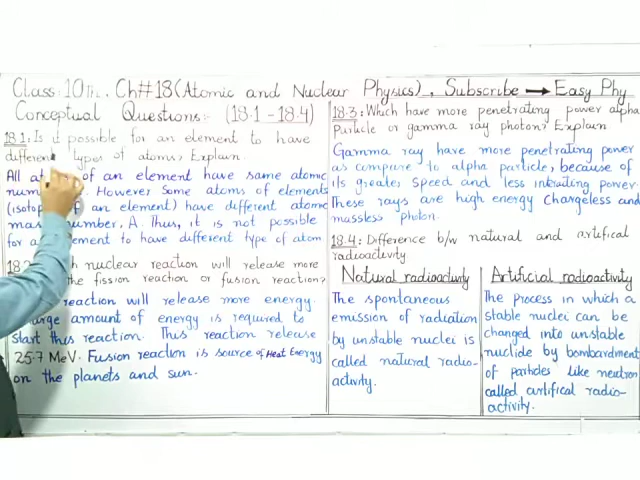 Class: 10TH. Ch#18 (Atomic and Nuclear Physics), Subscribe → Easy Phy
Conceptual Questions:- (18.1 - 18.4)
18.1: Is it possible for an element to have
different types of atoms? Explain.
All at of an element have same atomic
num However Some atoms of elements
(isotop of an element) have different atomic
mass number, A. Thus, it is not possible
for a element to have different type of atom
18.2 nuclear reaction will release more
the fission reaction or fusion reaction?
reaction will release more energy.
amount of energy is required to
start this reaction. This reaction release
25.7 MeV. Fusion reaction is source of Heat Energy
on the planets and sun.
18.3: Which have more penetrating power alpha
Particle or gamma ray photon? Explain
Gamma ray have more penetrating power
as compare to alpha particle, because of
its greater speed and less power.
These rays are high energy Chargeless and
massless photon.
18.4: Difference b/w natural and artifical
radioactivity.
Natural radioactivity
The spontaneous
emission of radiation
by unstable nuclei is
called natural radio-
activity.
Artificial radioactivity
The process in which a
stable nuclei can be
changed into unstable
nuclide by bombardment
of particles like neutron
called artifical radio-
activity.